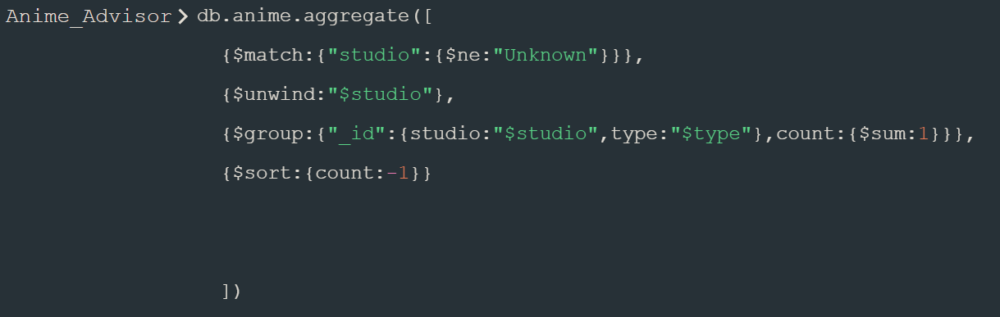 Anime_Advisor> db.anime.aggregate([
{$match:{"studio":{$ne:"Unknown"}}},
{$unwind:"$studio"},
{$group:{"_id":{studio:"$studio",type:"$type"},count:{$sum:1}}},
{$sort:{count:-1}}
])